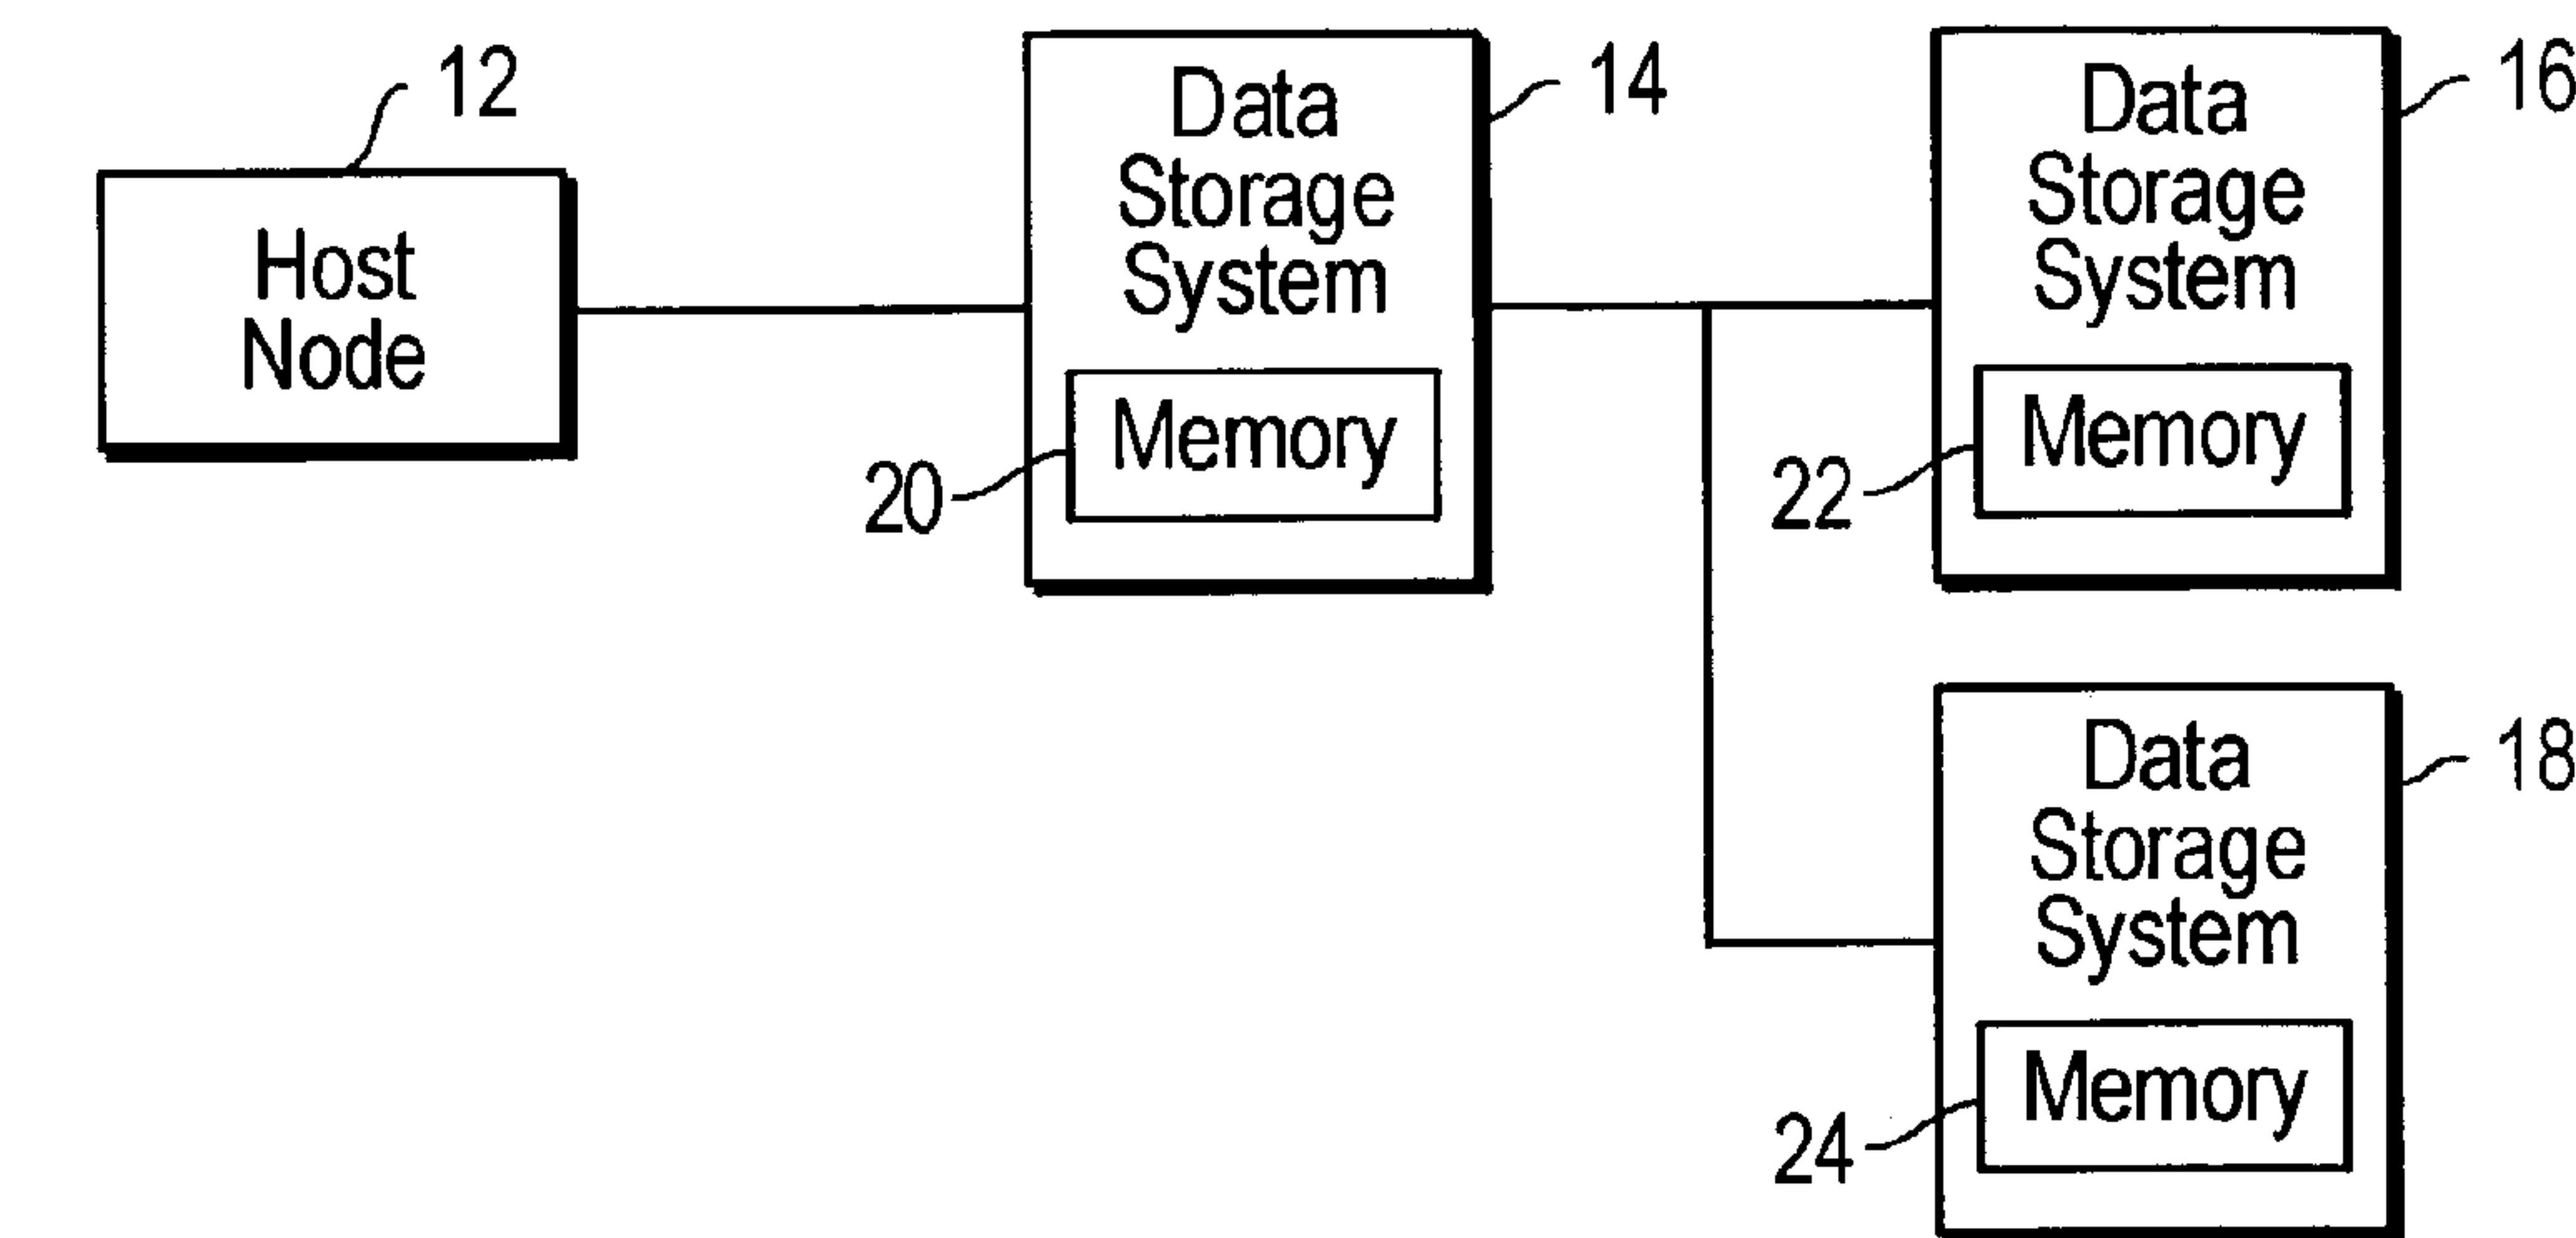 12
Host
Node
14
Data
Storage
System
20
Memory
16
Data
Storage
System
22
Memory
18
Data
Storage
System
24
Memory